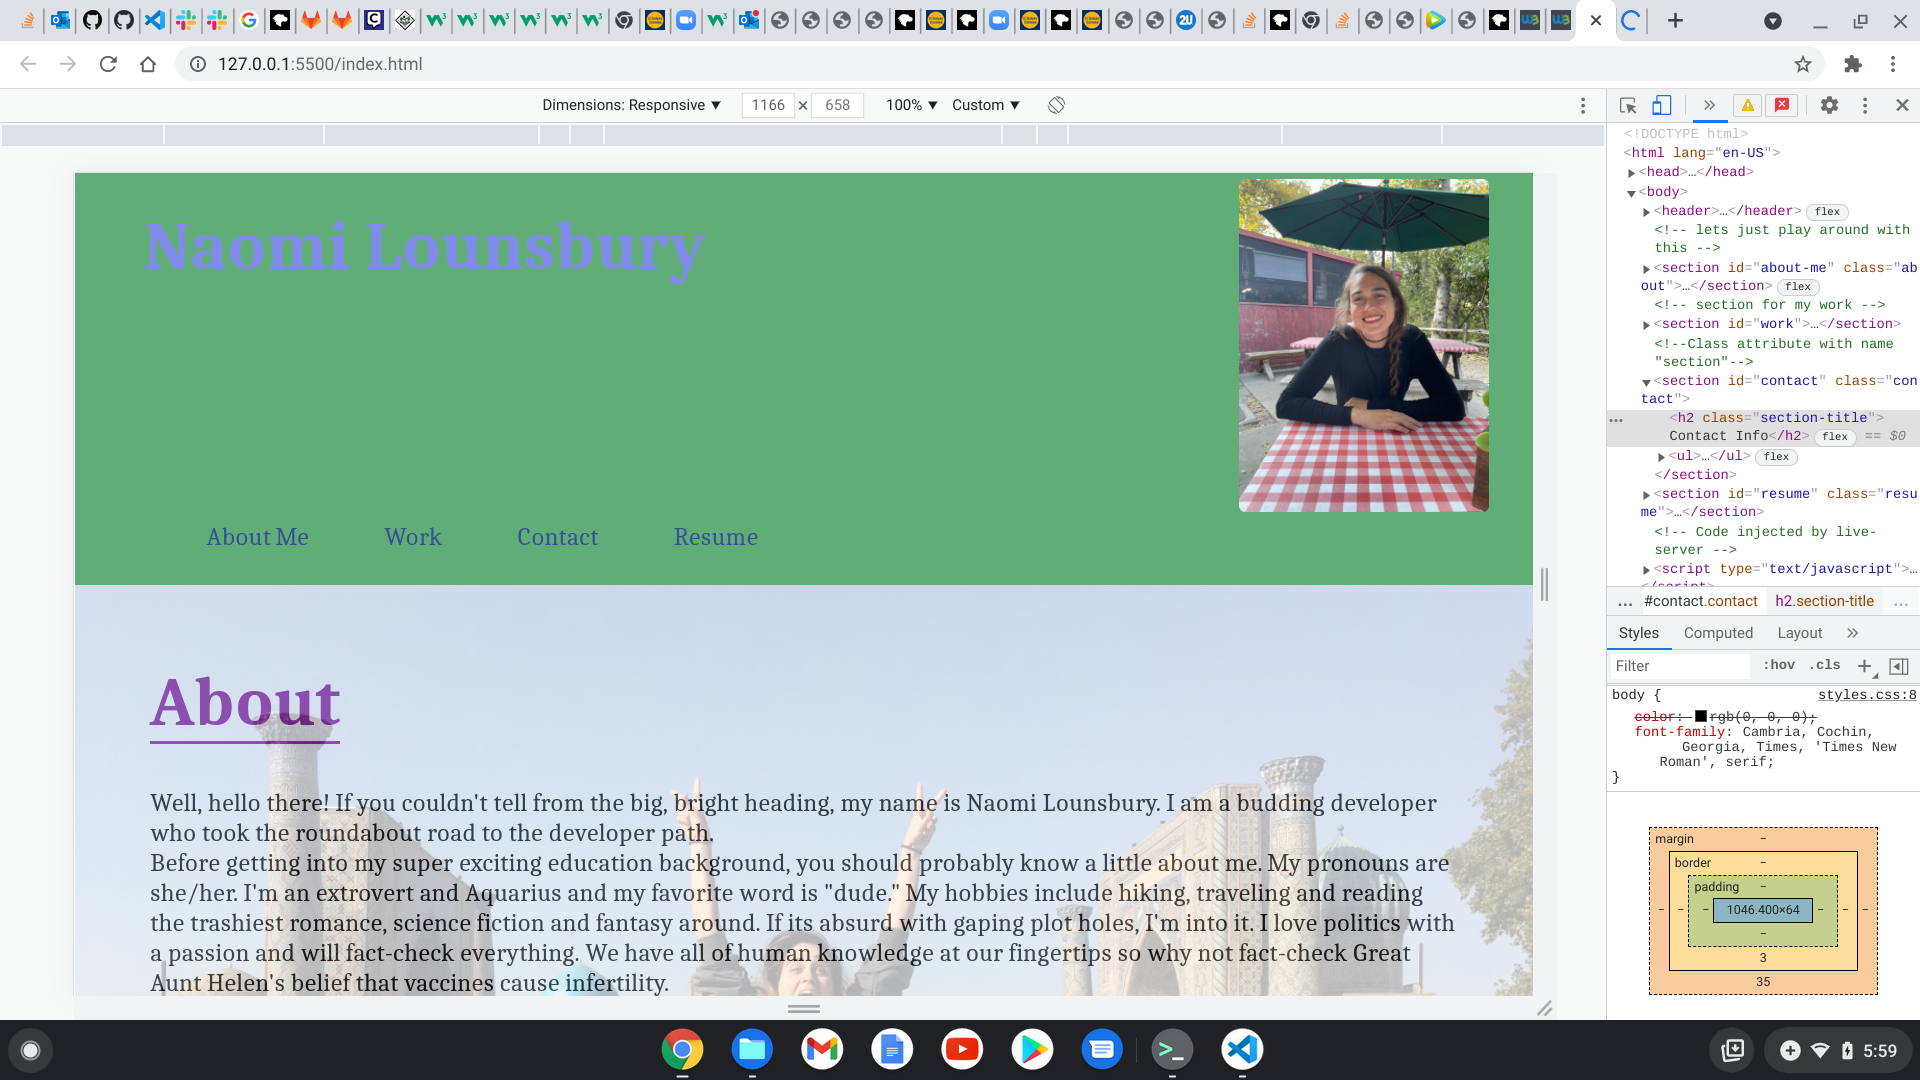 127.0.0.1:5500/index.html
Dimensions: Responsive ▼ 1166 × 658 100% ▼ Custom ▼
Naomi Lounsbury
About Me Work Contact Resume
About
Well, hello there! If you couldn't tell from the big, bright heading, my name is Naomi Lounsbury. I am a budding developer
who took the roundabout road to the developer path.
Before getting into my super exciting education background, you should probably know a little about me. My pronouns are
she/her. I'm an extrovert and Aquarius and my favorite word is "dude." My hobbies include hiking, traveling and reading
the trashiest romance, science fiction and fantasy around. If its absurd with gaping plot holes, I'm into it. I love politics with
a passion and will fact-check everything. We have all of human knowledge at our fingertips so why not fact-check Great
Aunt Helen's belief that vaccines cause infertility.
<!DOCTYPE html>
<html lang="en-US">
<head>…</head>
<body>
<header>…</header> flex
<!-- lets just play around with
this -->
<section id="about-me" class="ab
out">…</section> flex
<!-- section for my work -->
<section id="work">…</section>
<!--Class attribute with name
"section"-->
<section id="contact" class="con
tact">
<h2 class="section-title">
Contact Info</h2> flex == $0
<ul>…</ul> flex
</section>
<section id="resume" class="resu
me">…</section>
<!-- Code injected by live-
server -->
<script type="text/javascript">…
</script>
… #contact.contact h2.section-title …
Styles Computed Layout
Filter :hov .cls
body { styles.css:8
color: rgb(0, 0, 0);
font-family: Cambria, Cochin,
Georgia, Times, 'Times New
Roman', serif;
}
margin –
border –
padding –
– – – 1046.400×64 – – –
–
3
35
5:59